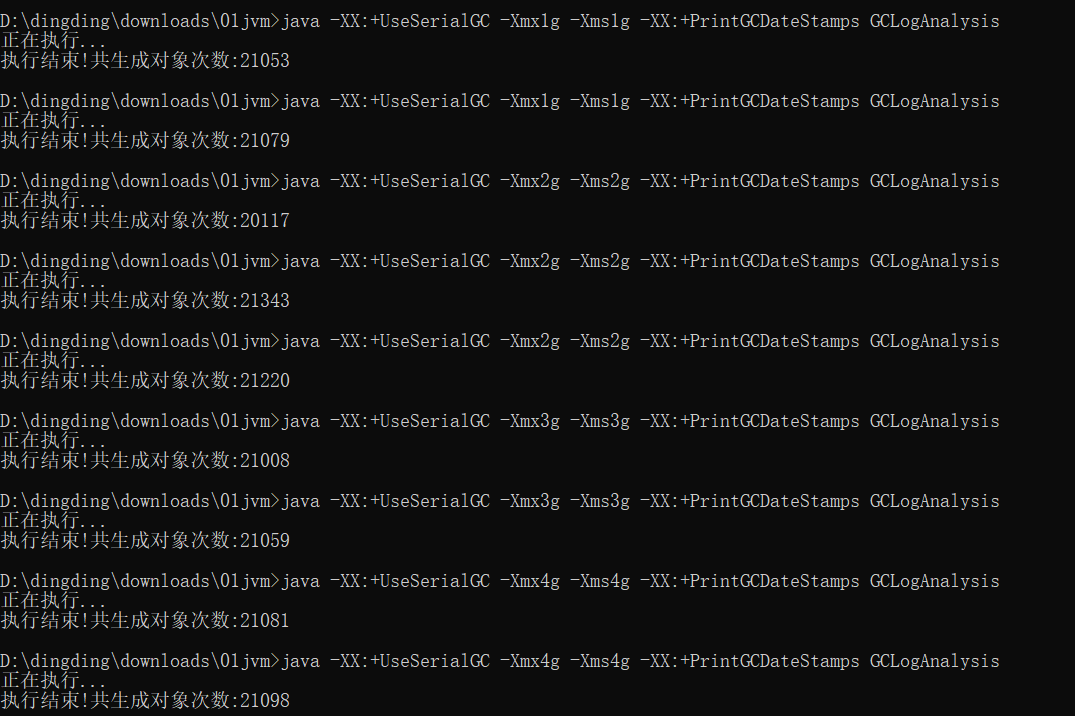 D:\dingding\downloads\01jvm>java -XX:+UseSerialGC -Xmx1g -Xms1g -XX:+PrintGCDateStamps GCLogAnalysis
正在执行...
执行结束!共生成对象次数:21053
D:\dingding\downloads\01jvm>java -XX:+UseSerialGC -Xmx1g -Xms1g -XX:+PrintGCDateStamps GCLogAnalysis
正在执行...
执行结束!共生成对象次数:21079
D:\dingding\downloads\01jvm>java -XX:+UseSerialGC -Xmx2g -Xms2g -XX:+PrintGCDateStamps GCLogAnalysis
正在执行...
执行结束!共生成对象次数:20117
D:\dingding\downloads\01jvm>java -XX:+UseSerialGC -Xmx2g -Xms2g -XX:+PrintGCDateStamps GCLogAnalysis
正在执行...
执行结束!共生成对象次数:21343
D:\dingding\downloads\01jvm>java -XX:+UseSerialGC -Xmx2g -Xms2g -XX:+PrintGCDateStamps GCLogAnalysis
正在执行...
执行结束!共生成对象次数:21220
D:\dingding\downloads\01jvm>java -XX:+UseSerialGC -Xmx3g -Xms3g -XX:+PrintGCDateStamps GCLogAnalysis
正在执行...
执行结束!共生成对象次数:21008
D:\dingding\downloads\01jvm>java -XX:+UseSerialGC -Xmx3g -Xms3g -XX:+PrintGCDateStamps GCLogAnalysis
正在执行...
执行结束!共生成对象次数:21059
D:\dingding\downloads\01jvm>java -XX:+UseSerialGC -Xmx4g -Xms4g -XX:+PrintGCDateStamps GCLogAnalysis
正在执行...
执行结束!共生成对象次数:21081
D:\dingding\downloads\01jvm>java -XX:+UseSerialGC -Xmx4g -Xms4g -XX:+PrintGCDateStamps GCLogAnalysis
正在执行...
执行结束!共生成对象次数:21098